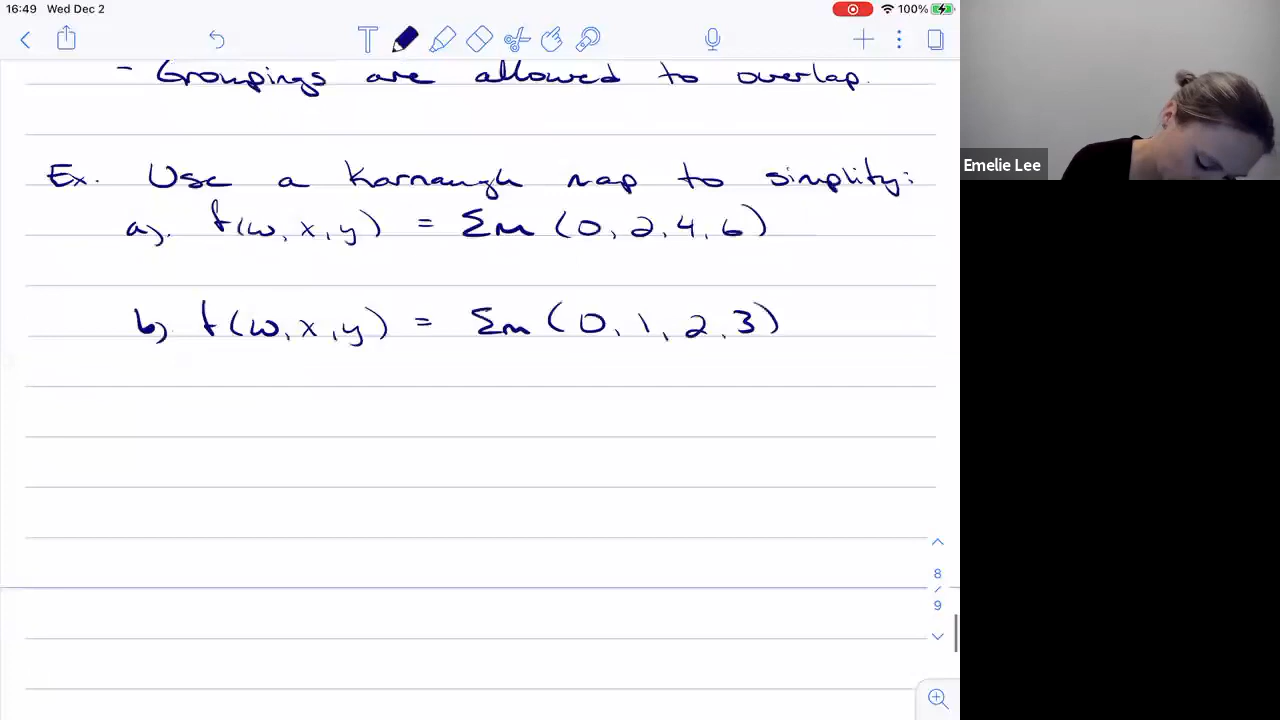 16:49 Wed Dec 2
100%
- Groupings are allowed to overlap.
Ex. Use a Karnaugh map to simplify:
a). f(w, x, y) = Σm (0, 2, 4, 6)
b). f(w, x, y) = Σm (0, 1, 2, 3)
Emelie Lee
8
/
9